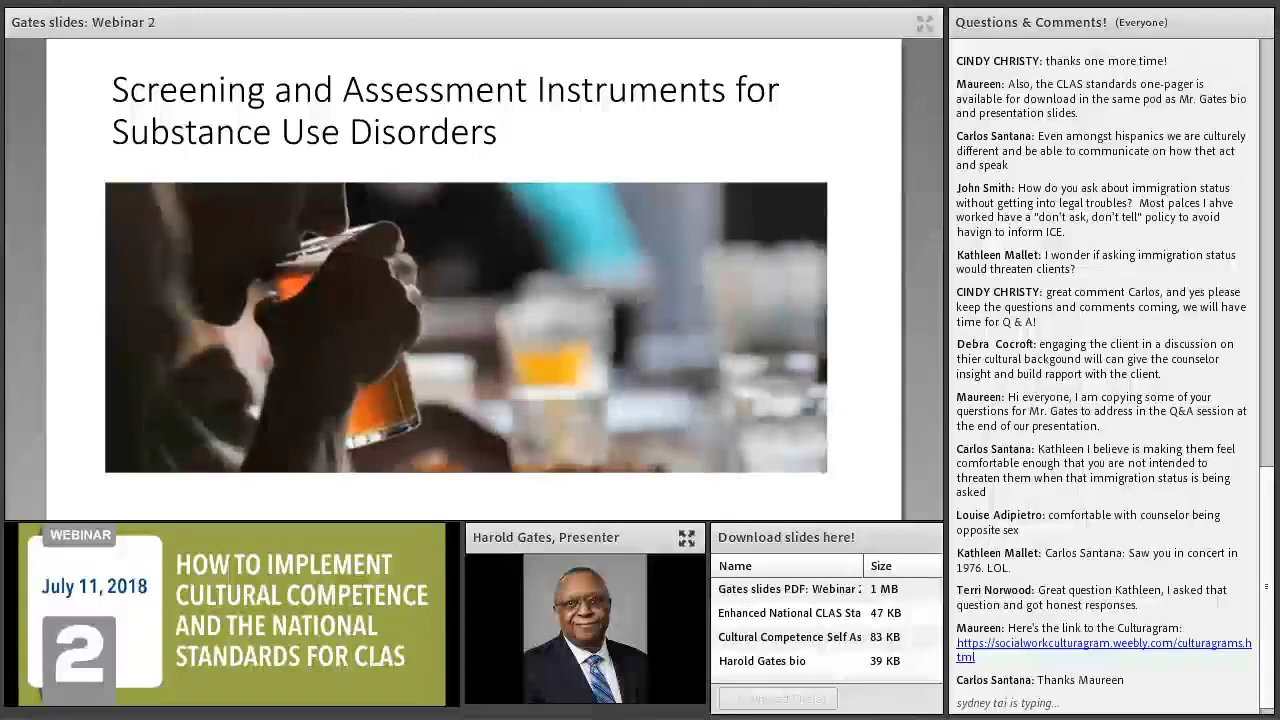 Gates slides: Webinar 2
Screening and Assessment Instruments for
Substance Use Disorders
WEBINAR
July 11, 2018
2
HOW TO IMPLEMENT
CULTURAL COMPETENCE
AND THE NATIONAL
STANDARDS FOR CLAS
Harold Gates, Presenter
Download slides here!
Name Size
Gates slides PDF: Webinar 2 1 MB
Enhanced National CLAS Sta 47 KB
Cultural Competence Self As 83 KB
Harold Gates bio 39 KB
Questions & Comments! (Everyone)
CINDY CHRISTY: thanks one more time!
Maureen: Also, the CLAS standards one-pager is
available for download in the same pod as Mr. Gates bio
and presentation slides.
Carlos Santana: Even amongst hispanics we are culturely
different and be able to communicate on how thet act
and speak
John Smith: How do you ask about immigration status
without getting into legal troubles? Most palces I ahve
worked have a "don't ask, don't tell" policy to avoid
havign to inform ICE.
Kathleen Mallet: I wonder if asking immigration status
would threaten clients?
CINDY CHRISTY: great comment Carlos, and yes please
keep the questions and comments coming, we will have
time for Q & A!
Debra Cocroft: engaging the client in a discussion on
thier cultural backgound will can give the counselor
insight and build rapport with the client.
Maureen: Hi everyone, I am copying some of your
querstions for Mr. Gates to address in the Q&A session at
the end of our presentation.
Carlos Santana: Kathleen I believe is making them feel
comfortable enough that you are not intended to
threaten them when that immigration status is being
asked
Louise Adipietro: comfortable with counselor being
opposite sex
Kathleen Mallet: Carlos Santana: Saw you in concert in
1976. LOL.
Terri Norwood: Great question Kathleen, I asked that
question and got honest responses.
Maureen: Here's the link to the Culturagram:
https://socialworkculturagram.weebly.com/culturagrams.h
tml
Carlos Santana: Thanks Maureen
sydney tai is typing...